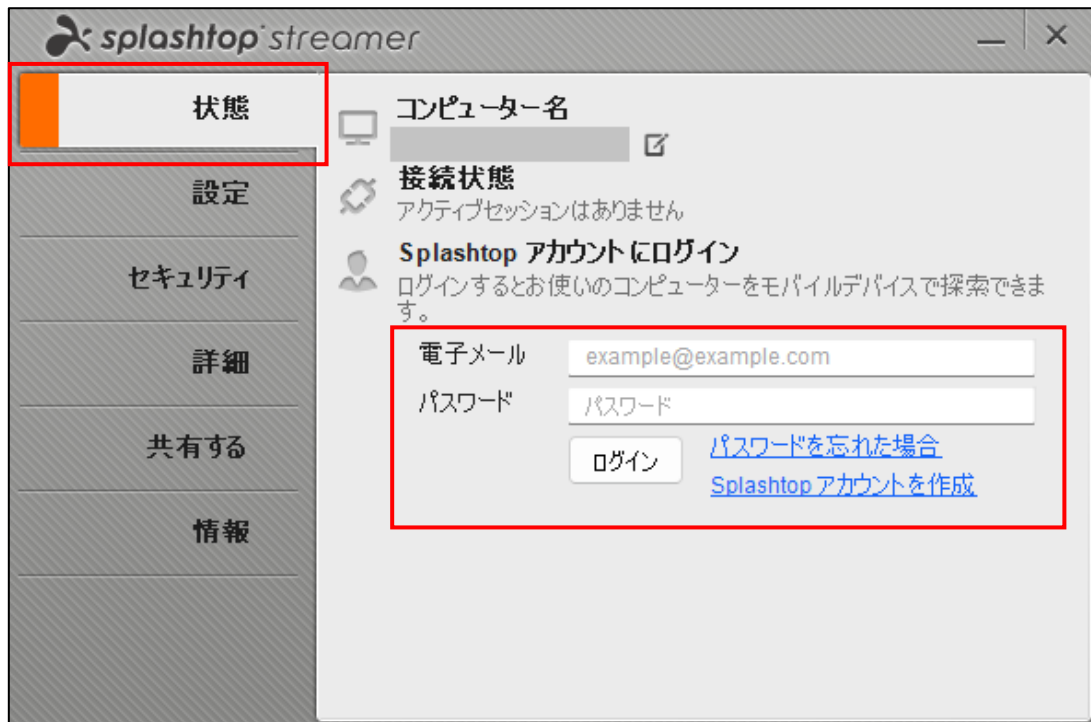 splashtop streamer
状態
設定
セキュリティ
詳細
共有する
情報
コンピューター名
接続状態
アクティブセッションはありません
Splashtop アカウントにログイン
ログインするとお使いのコンピューターをモバイルデバイスで探索できま
す。
電子メール example@example.com
パスワード パスワード
ログイン パスワードを忘れた場合
Splashtop アカウントを作成